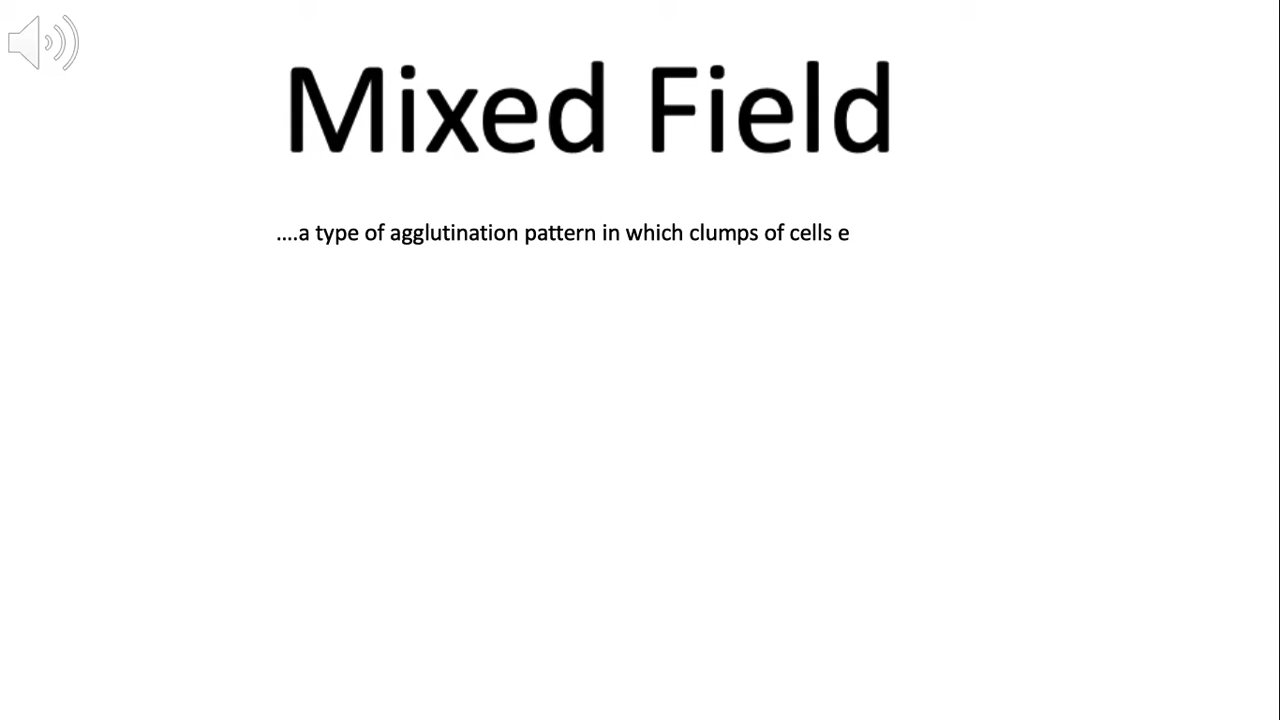 Mixed Field
....a type of agglutination pattern in which clumps of cells e